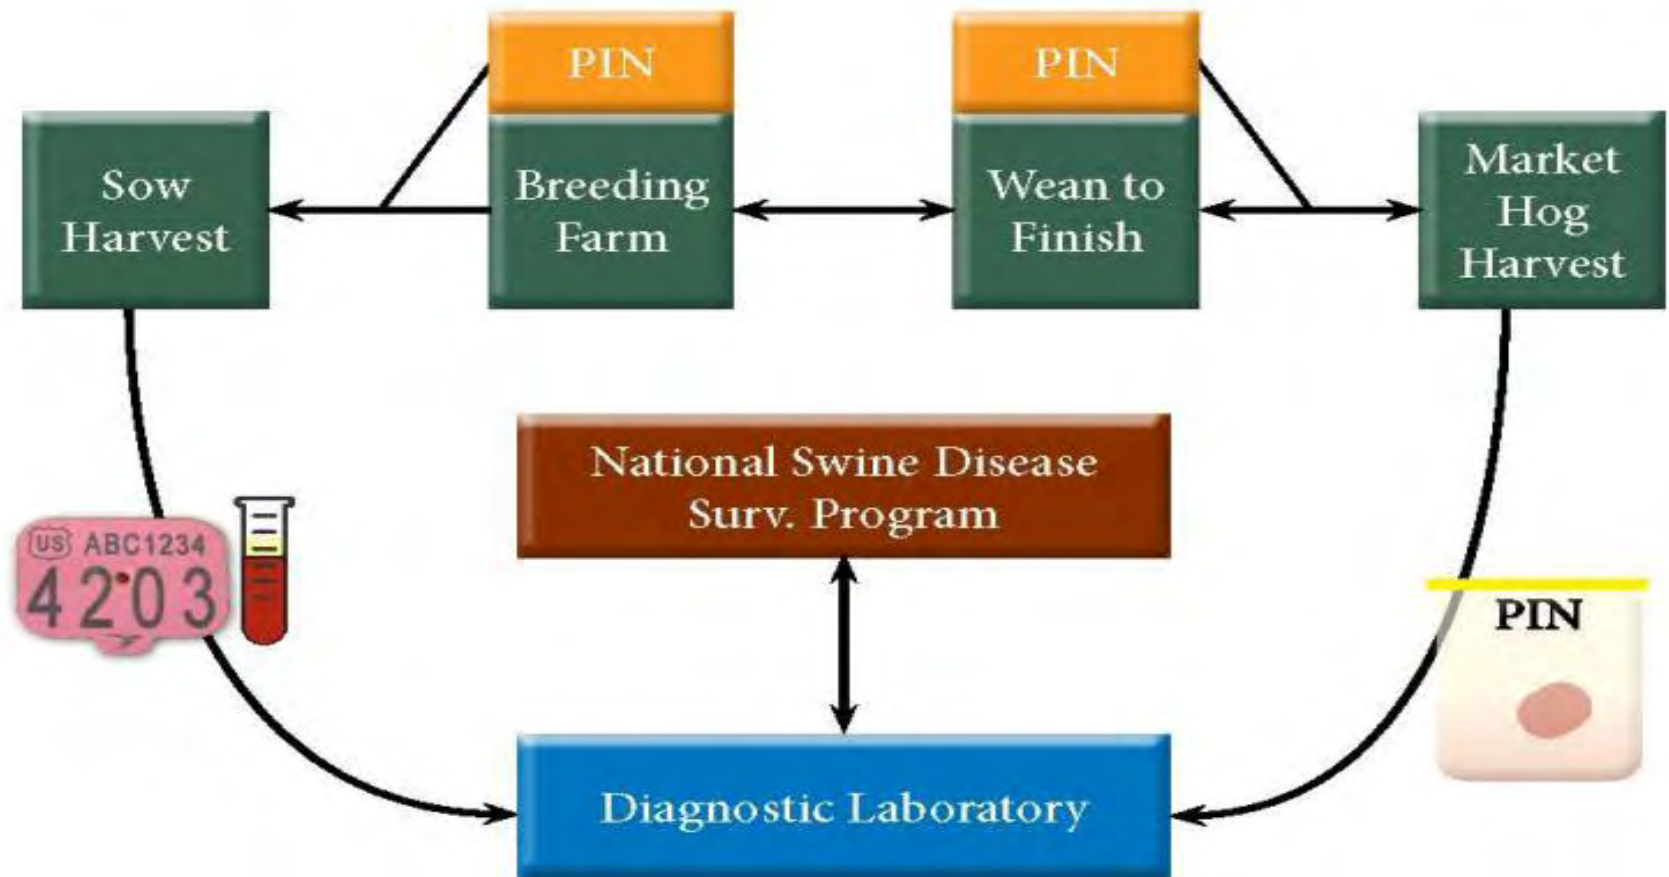 PIN
PIN
Sow
Harvest
Breeding
Farm
Wean to
Finish
Market
Hog
Harvest
National Swine Disease
Surv. Program
US ABC1234
4203
PIN
Diagnostic Laboratory